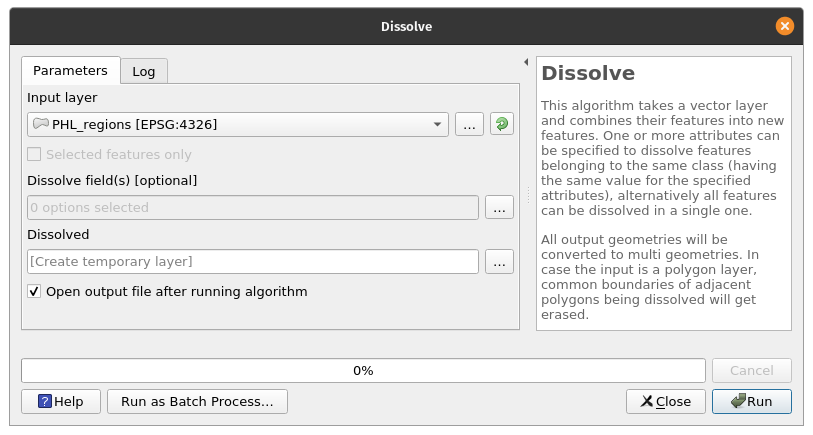 Dissolve
Parameters
Log
Input layer
PHL_regions [EPSG:4326]
...
Selected features only
Dissolve field(s) [optional]
0 options selected
...
Dissolved
[Create temporary layer]
...
Open output file after running algorithm
Dissolve
This algorithm takes a vector layer
and combines their features into new
features. One or more attributes can
be specified to dissolve features
belonging to the same class (having
the same value for the specified
attributes), alternatively all features
can be dissolved in a single one.
All output geometries will be
converted to multi geometries. In
case the input is a polygon layer,
common boundaries of adjacent
polygons being dissolved will get
erased.
0%
Cancel
Help
Run as Batch Process...
Close
Run